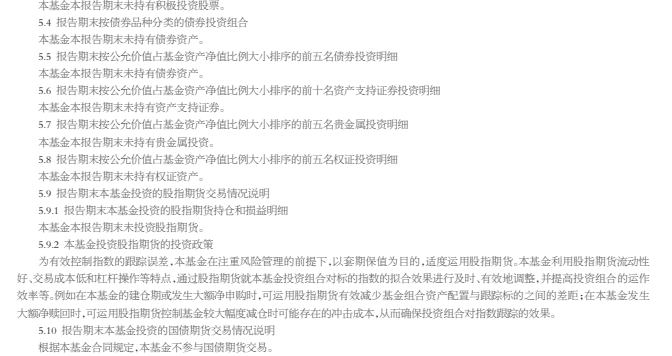 本基金本报告期末未持有积极投资股票。
5.4 报告期末按债券品种分类的债券投资组合
本基金本报告期末未持有债券资产。
5.5 报告期末按公允价值占基金资产净值比例大小排序的前五名债券投资明细
本基金本报告期末未持有债券资产。
5.6 报告期末按公允价值占基金资产净值比例大小排序的前十名资产支持证券投资明细
本基金本报告期末未持有资产支持证券。
5.7 报告期末按公允价值占基金资产净值比例大小排序的前五名贵金属投资明细
本基金本报告期末未持有贵金属投资。
5.8 报告期末按公允价值占基金资产净值比例大小排序的前五名权证投资明细
本基金本报告期末未持有权证资产。
5.9 报告期末本基金投资的股指期货交易情况说明
5.9.1 报告期末本基金投资的股指期货持仓和损益明细
本基金本报告期末未投资股指期货。
5.9.2 本基金投资股指期货的投资政策
为有效控制指数的跟踪误差,本基金在注重风险管理的前提下,以套期保值为目的,适度运用股指期货。本基金利用股指期货流动性
好、交易成本低和杠杆操作等特点,通过股指期货就本基金投资组合对标的指数的拟合效果进行及时、有效地调整,并提高投资组合的运作
效率等。例如在本基金的建仓期或发生大额净申购时,可运用股指期货有效减少基金组合资产配置与跟踪标的之间的差距;在本基金发生
大额净赎回时,可运用股指期货控制基金较大幅度减仓时可能存在的冲击成本,从而确保投资组合对指数跟踪的效果。
5.10 报告期末本基金投资的国债期货交易情况说明
根据本基金合同规定,本基金不参与国债期货交易。